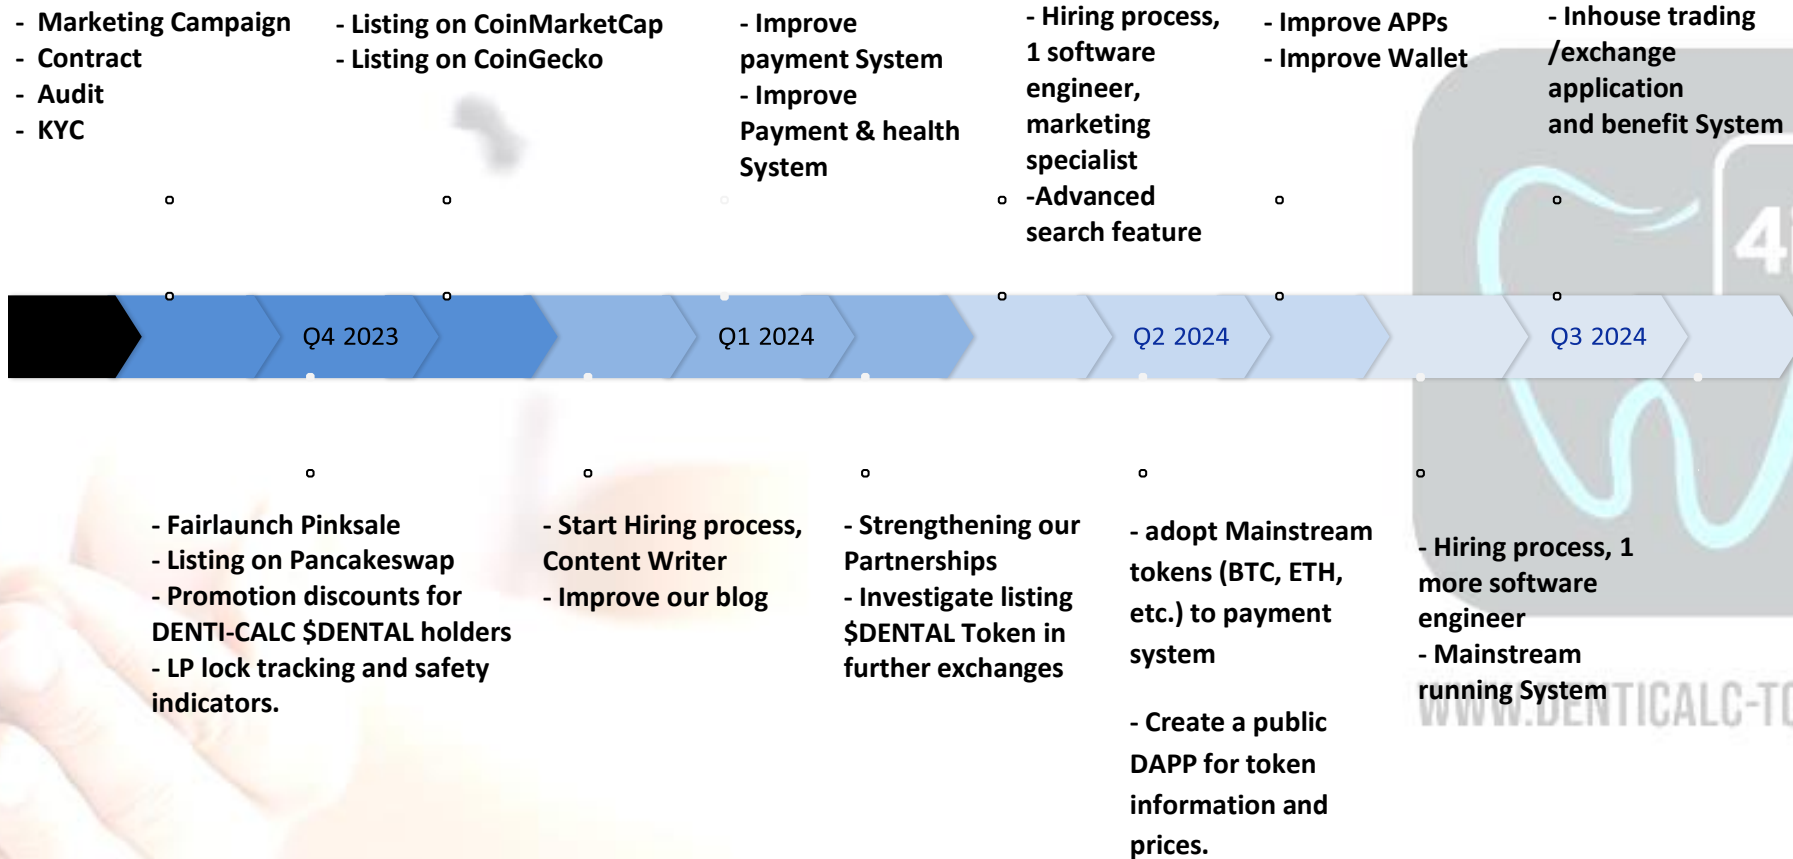 - Marketing Campaign
- Contract
- Audit
- KYC
- Listing on CoinMarketCap
- Listing on CoinGecko
- Improve
payment System
- Improve
Payment & health
System
- Hiring process,
1 software
engineer,
marketing
specialist
-Advanced
search feature
- Improve APPs
- Improve Wallet
- Inhouse trading
/exchange
application
and benefit System
4i
Q4 2023
Q1 2024
Q2 2024
Q3 2024
- Fairlaunch Pinksale
- Listing on Pancakeswap
- Promotion discounts for
DENTI-CALC $DENTAL holders
- LP lock tracking and safety
indicators.
- Start Hiring process,
Content Writer
- Improve our blog
- Strengthening our
Partnerships
- Investigate listing
$DENTAL Token in
further exchanges
- adopt Mainstream
tokens (BTC, ETH,
etc.) to payment
system
- Create a public
DAPP for token
information and
prices.
- Hiring process, 1
more software
engineer
- Mainstream
running System
WWW.DENTICALC-TO